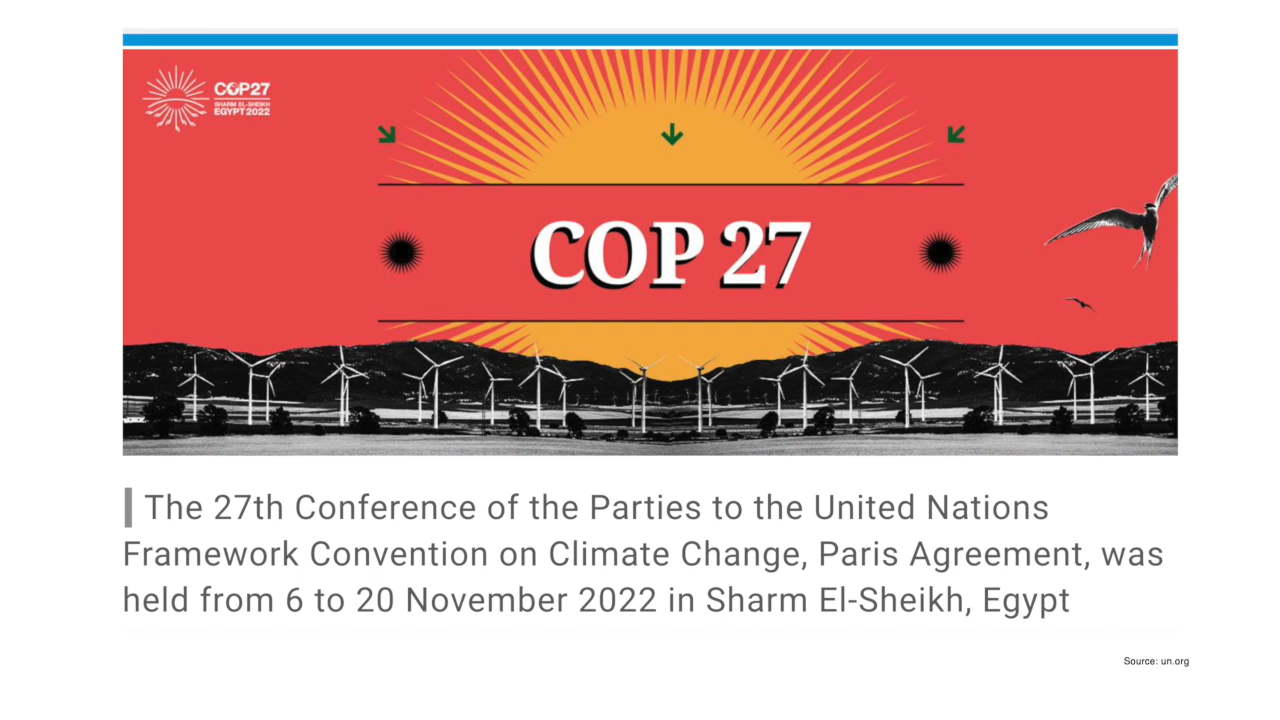 COP27
SHARM EL-SHEIKH
EGYPT 2022
COP 27
The 27th Conference of the Parties to the United Nations
Framework Convention on Climate Change, Paris Agreement, was
held from 6 to 20 November 2022 in Sharm El-Sheikh, Egypt
Source: un.org